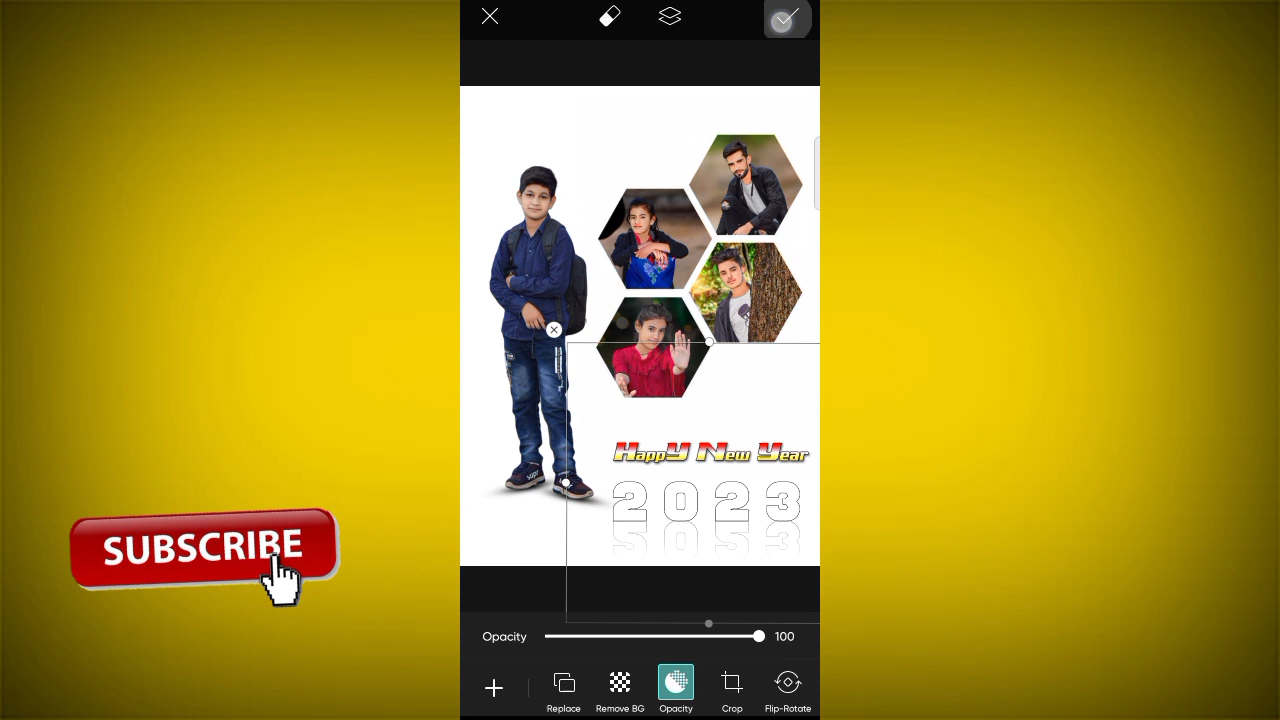 HappY New Year
2023
SUBSCRIBE
Opacity 100
Replace Remove BG Opacity Crop Flip-Rotate